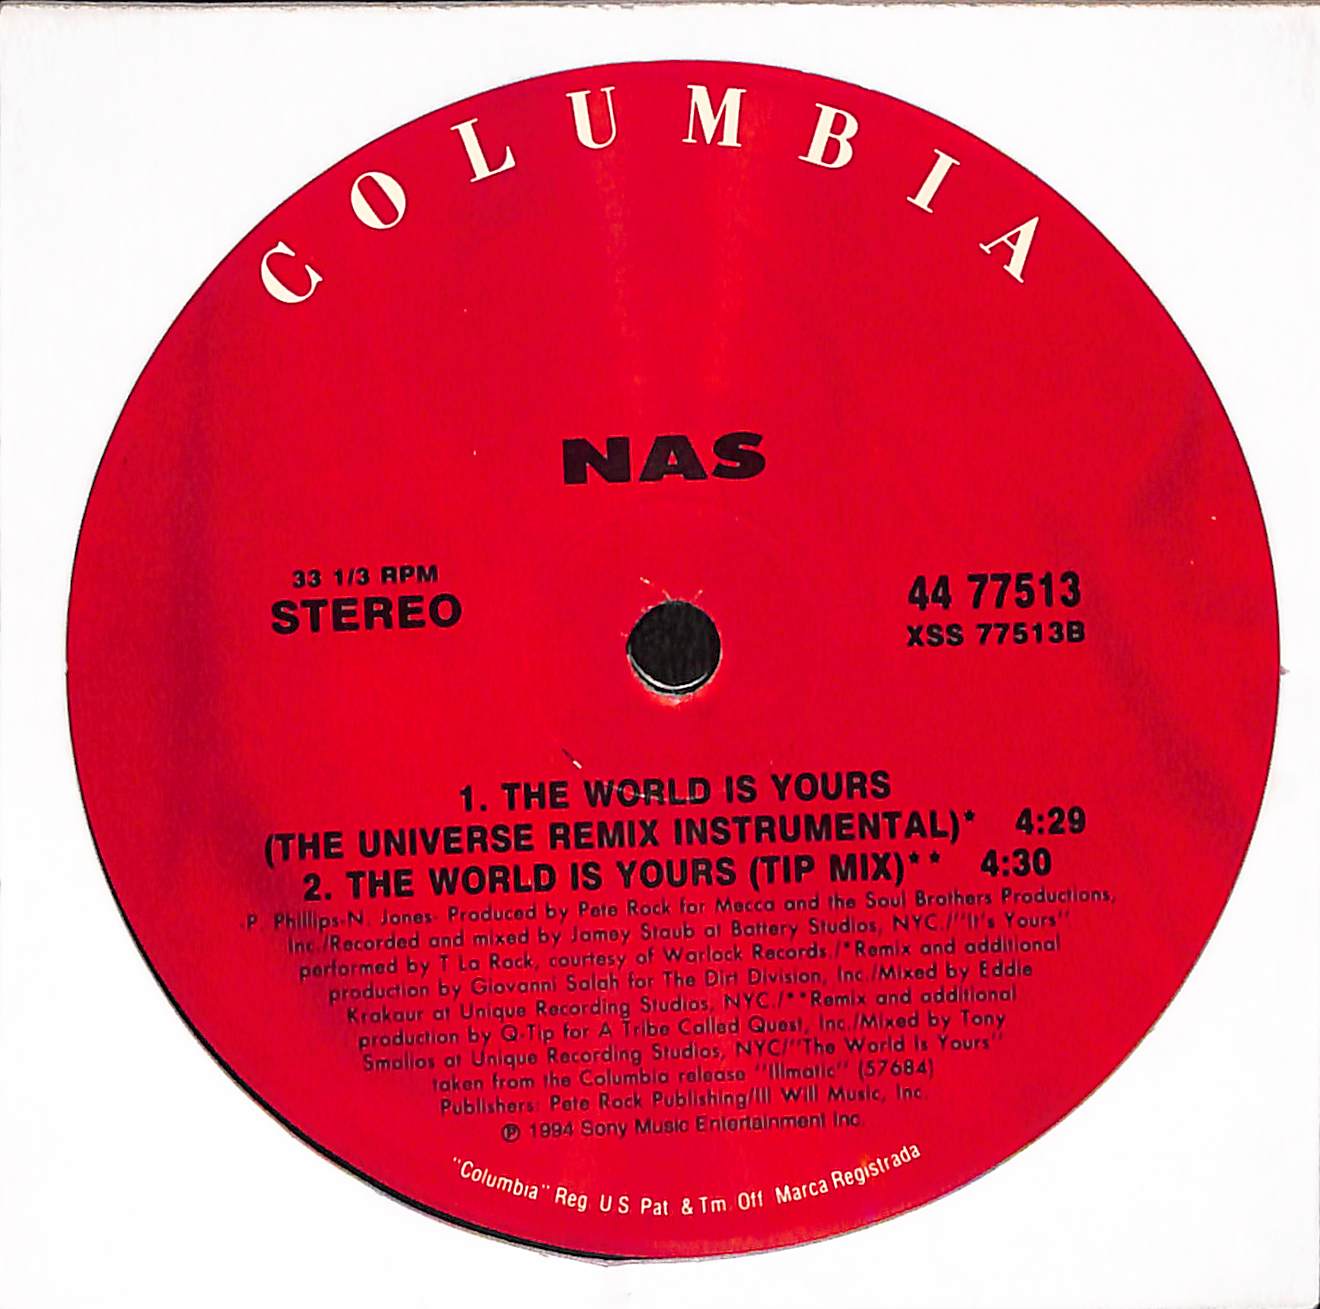 COLUMBIA
NAS
33 1/3 RPM
STEREO
44 77513
XSS 77513B
1. THE WORLD IS YOURS
(THE UNIVERSE REMIX INSTRUMENTAL)* 4:29
2. THE WORLD IS YOURS (TIP MIX)** 4:30
-P. Phillips-N. Jones- Produced by Pete Rock for Mecca and the Soul Brothers Productions,
Inc./Recorded and mixed by Jamey Staub at Battery Studios, NYC./"It's Yours"
performed by T La Rock, courtesy of Warlock Records./*Remix and additional
production by Giovanni Salah for The Dirt Division, Inc./Mixed by Eddie
Krakaur at Unique Recording Studios, NYC./**Remix and additional
production by Q-Tip for A Tribe Called Quest, Inc./Mixed by Tony
Smalios at Unique Recording Studios, NYC/"The World Is Yours"
taken from the Columbia release "Illmatic" (57684)
Publishers: Pete Rock Publishing/Ill Will Music, Inc.
℗ 1994 Sony Music Entertainment Inc.
"Columbia" Reg. U.S. Pat. & Tm. Off. Marca Registrada